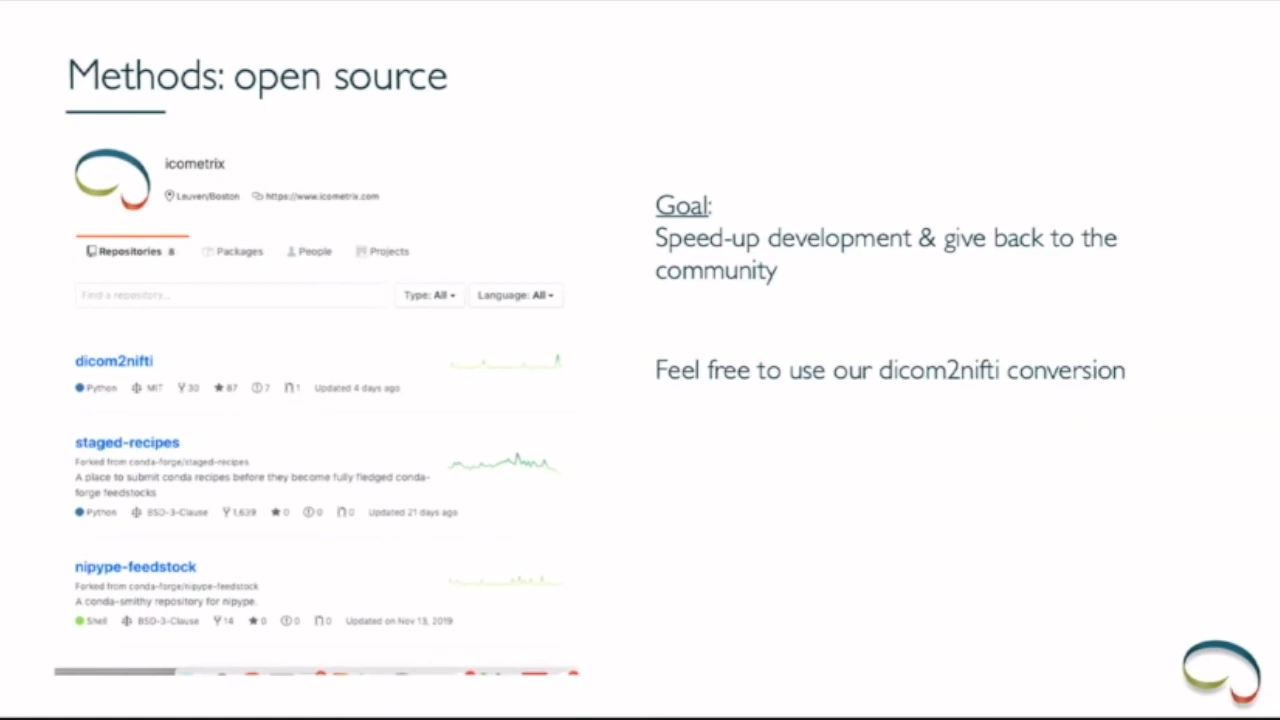 Methods: open source
icometrix
Leuven/Boston https://www.icometrix.com
Repositories 8 Packages People Projects
Find a repository... Type: All Language: All
dicom2nifti
Python MIT 30 87 7 1 Updated 4 days ago
staged-recipes
Forked from conda-forge/staged-recipes
A place to submit conda recipes before they become fully fledged conda-
forge feedstocks
Python BSD-3-Clause 1,639 0 0 0 Updated 21 days ago
nipype-feedstock
Forked from conda-forge/nipype-feedstock
A conda-smithy repository for nipype.
Shell BSD-3-Clause 14 0 0 0 Updated on Nov 13, 2019
Goal:
Speed-up development & give back to the
community
Feel free to use our dicom2nifti conversion